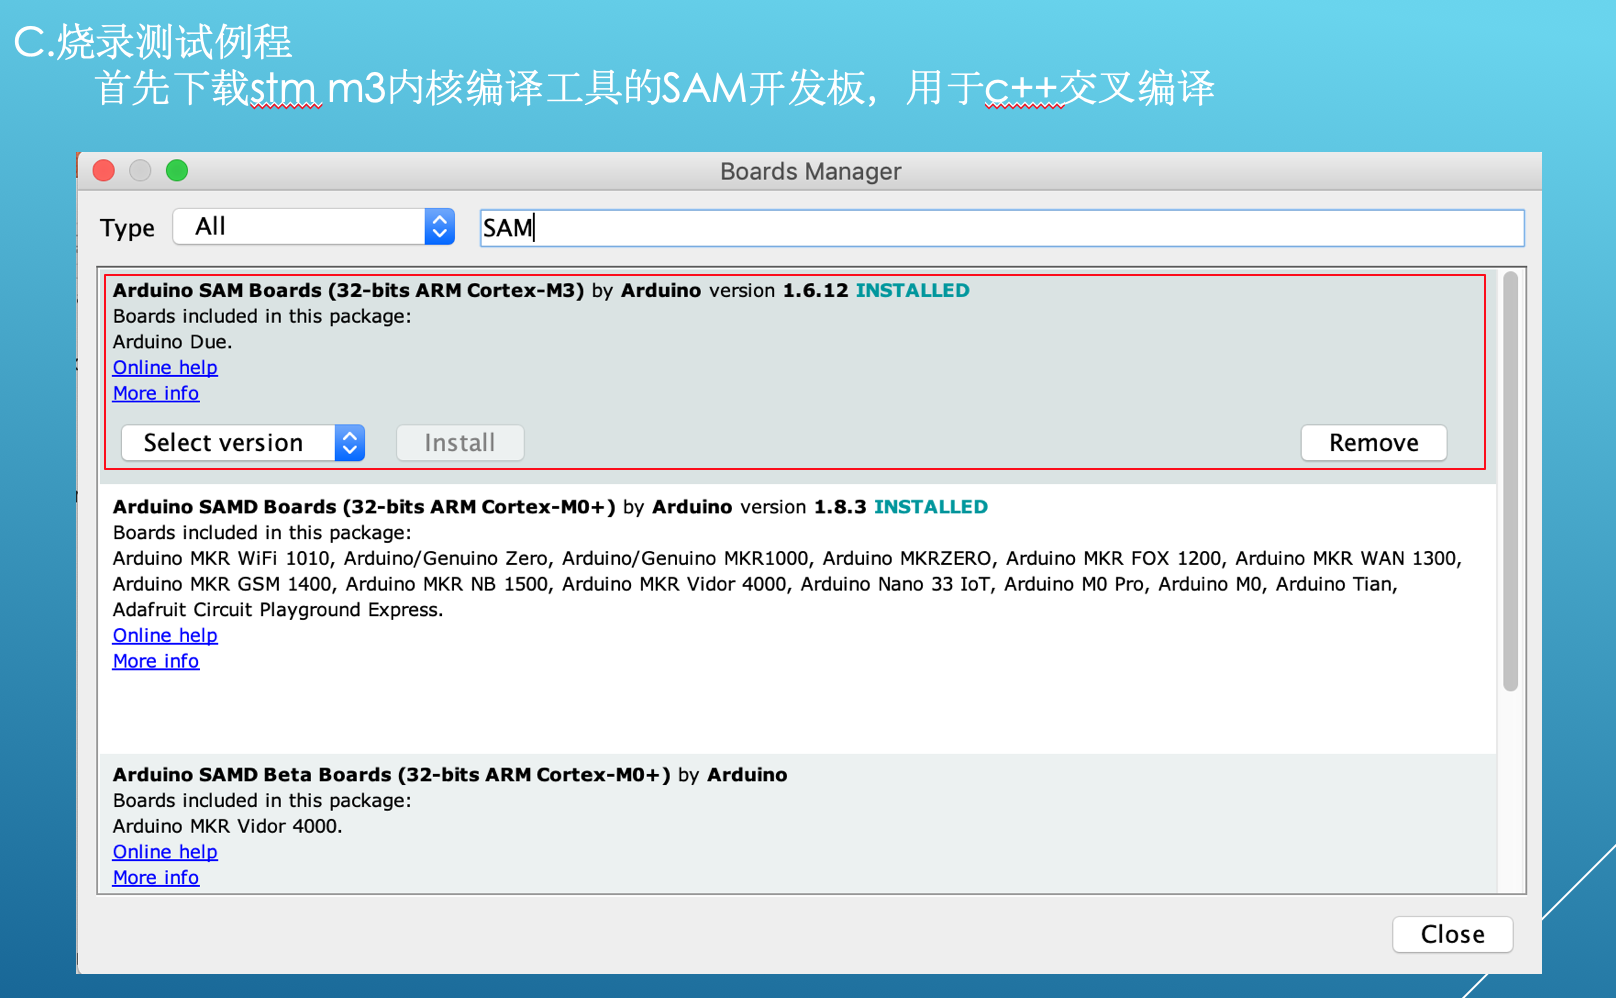 C.烧录测试例程
首先下载stm m3内核编译工具的SAM开发板，用于c++交叉编译
Boards Manager
Type All SAM
Arduino SAM Boards (32-bits ARM Cortex-M3) by Arduino version 1.6.12 INSTALLED
Boards included in this package:
Arduino Due.
Online help
More info
Select version Install Remove
Arduino SAMD Boards (32-bits ARM Cortex-M0+) by Arduino version 1.8.3 INSTALLED
Boards included in this package:
Arduino MKR WiFi 1010, Arduino/Genuino Zero, Arduino/Genuino MKR1000, Arduino MKRZERO, Arduino MKR FOX 1200, Arduino MKR WAN 1300,
Arduino MKR GSM 1400, Arduino MKR NB 1500, Arduino MKR Vidor 4000, Arduino Nano 33 IoT, Arduino M0 Pro, Arduino M0, Arduino Tian,
Adafruit Circuit Playground Express.
Online help
More info
Arduino SAMD Beta Boards (32-bits ARM Cortex-M0+) by Arduino
Boards included in this package:
Arduino MKR Vidor 4000.
Online help
More info
Close